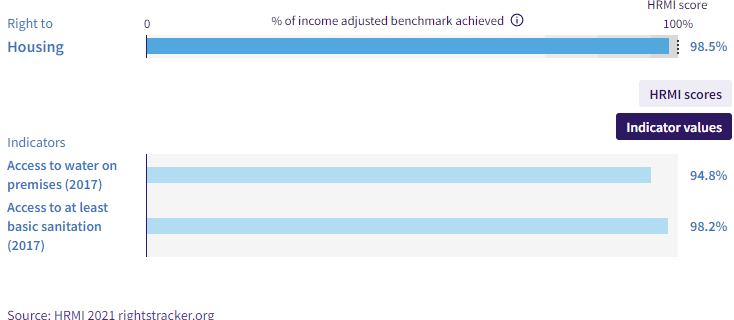 HRMI score
Right to 0 % of income adjusted benchmark achieved 100%
Housing 98.5%
HRMI scores
Indicator values
Indicators
Access to water on
premises (2017) 94.8%
Access to at least
basic sanitation 98.2%
(2017)
Source: HRMI 2021 rightstracker.org